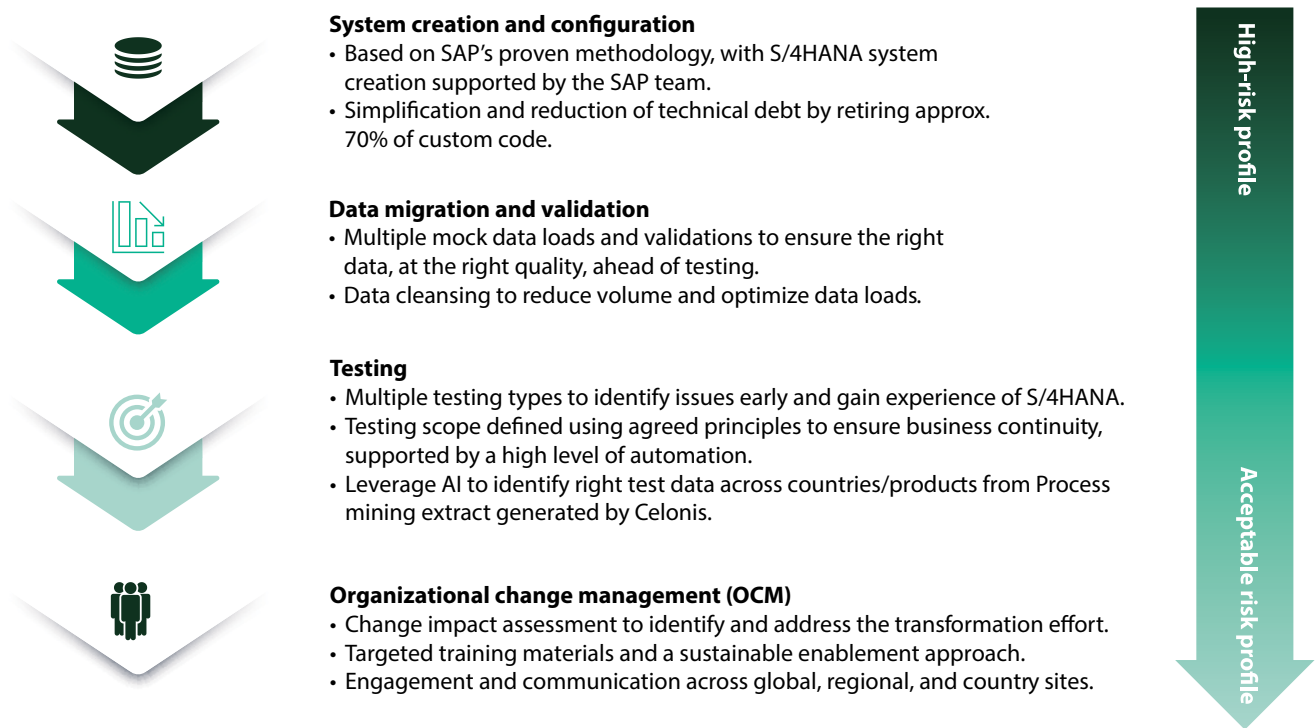 System creation and configuration
• Based on SAP's proven methodology, with S/4HANA system
creation supported by the SAP team.
• Simplification and reduction of technical debt by retiring approx.
70% of custom code.
Data migration and validation
• Multiple mock data loads and validations to ensure the right
data, at the right quality, ahead of testing.
• Data cleansing to reduce volume and optimize data loads.
Testing
• Multiple testing types to identify issues early and gain experience of S/4HANA.
• Testing scope defined using agreed principles to ensure business continuity,
supported by a high level of automation.
• Leverage AI to identify right test data across countries/products from Process
mining extract generated by Celonis.
Organizational change management (OCM)
• Change impact assessment to identify and address the transformation effort.
• Targeted training materials and a sustainable enablement approach.
• Engagement and communication across global, regional, and country sites.
High-risk profile
Acceptable risk profile